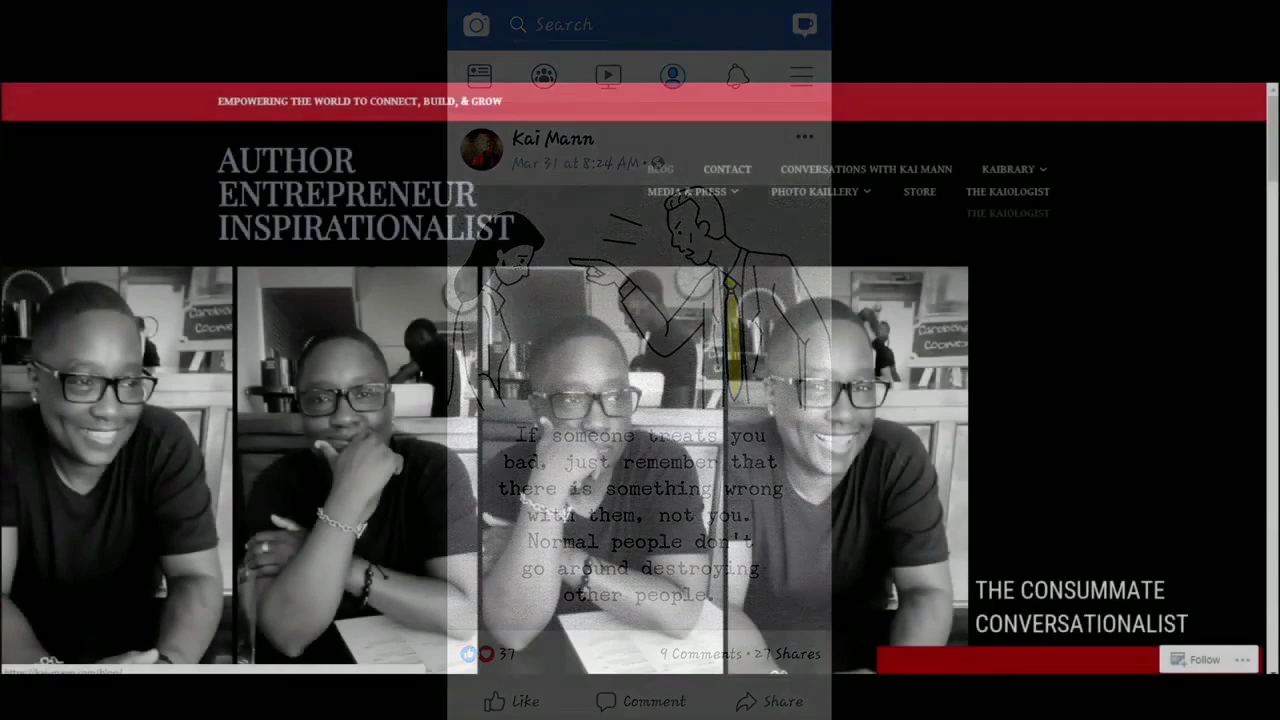 Search
EMPOWERING THE WORLD TO CONNECT, BUILD, & GROW
Kai Mann
Mar 31 at 8:24 AM
AUTHOR
ENTREPRENEUR
INSPIRATIONALIST
BLOG CONTACT CONVERSATIONS WITH KAI MANN KAIBRARY
MEDIA & PRESS PHOTO KAILLERY STORE THE KAIOLOGIST
THE KAIOLOGIST
If someone treats you
bad, just remember that
there is something wrong
with them, not you.
Normal people don't
go around destroying
other people.
THE CONSUMMATE
CONVERSATIONALIST
37 9 Comments • 27 Shares
Follow
Like Comment Share